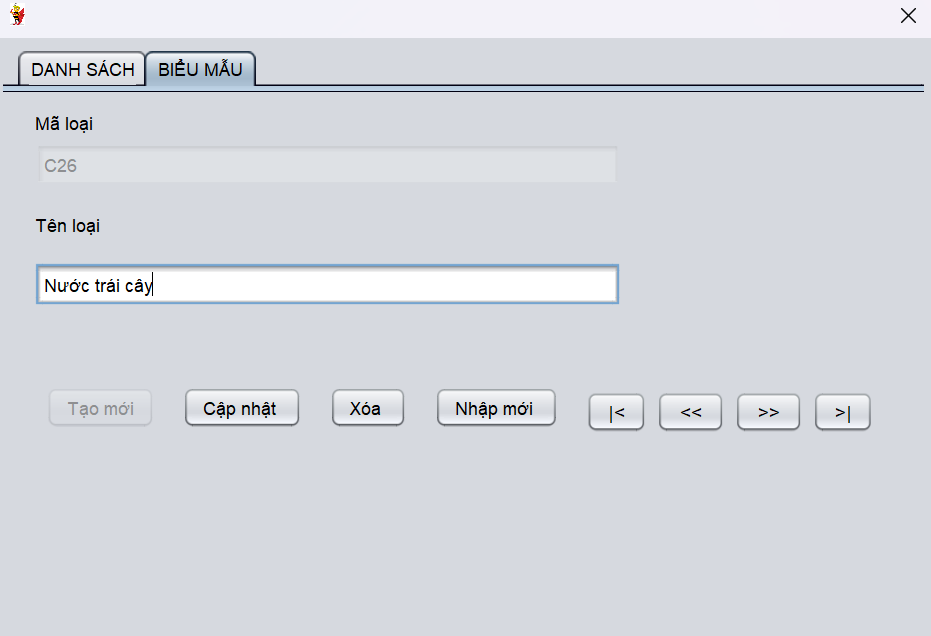 DANH SÁCH BIỂU MẪU
Mã loại
C26
Tên loại
Nước trái cây
Tạo mới Cập nhật Xóa Nhập mới |< << >> >|